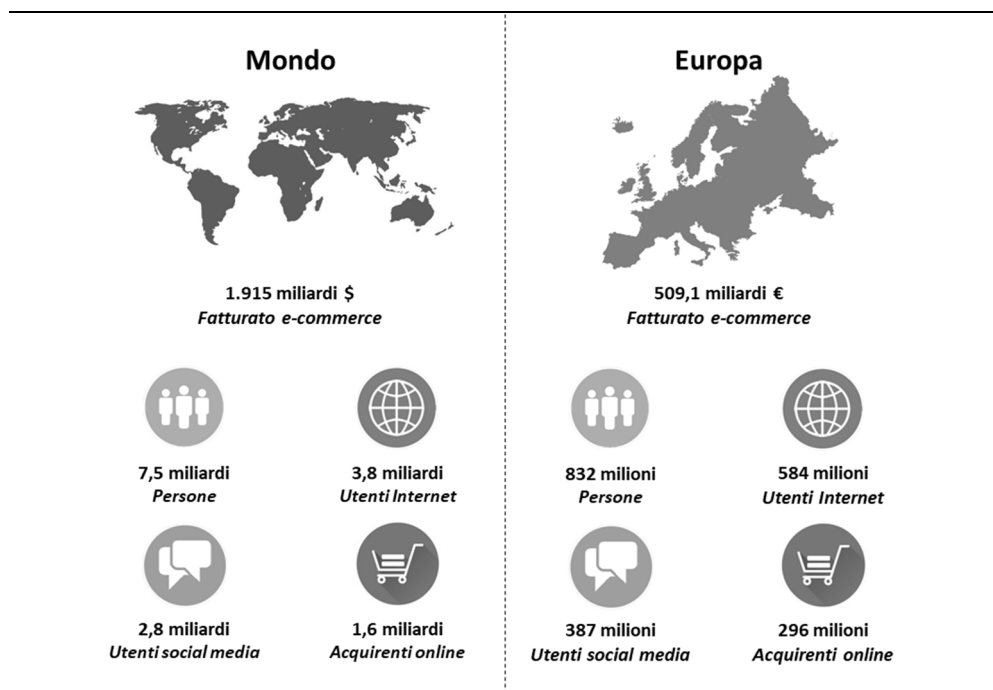 Mondo
1.915 miliardi $
Fatturato e-commerce
7,5 miliardi
Persone
3,8 miliardi
Utenti Internet
2,8 miliardi
Utenti social media
1,6 miliardi
Acquirenti online
Europa
509,1 miliardi €
Fatturato e-commerce
832 milioni
Persone
584 milioni
Utenti Internet
387 milioni
Utenti social media
296 milioni
Acquirenti online